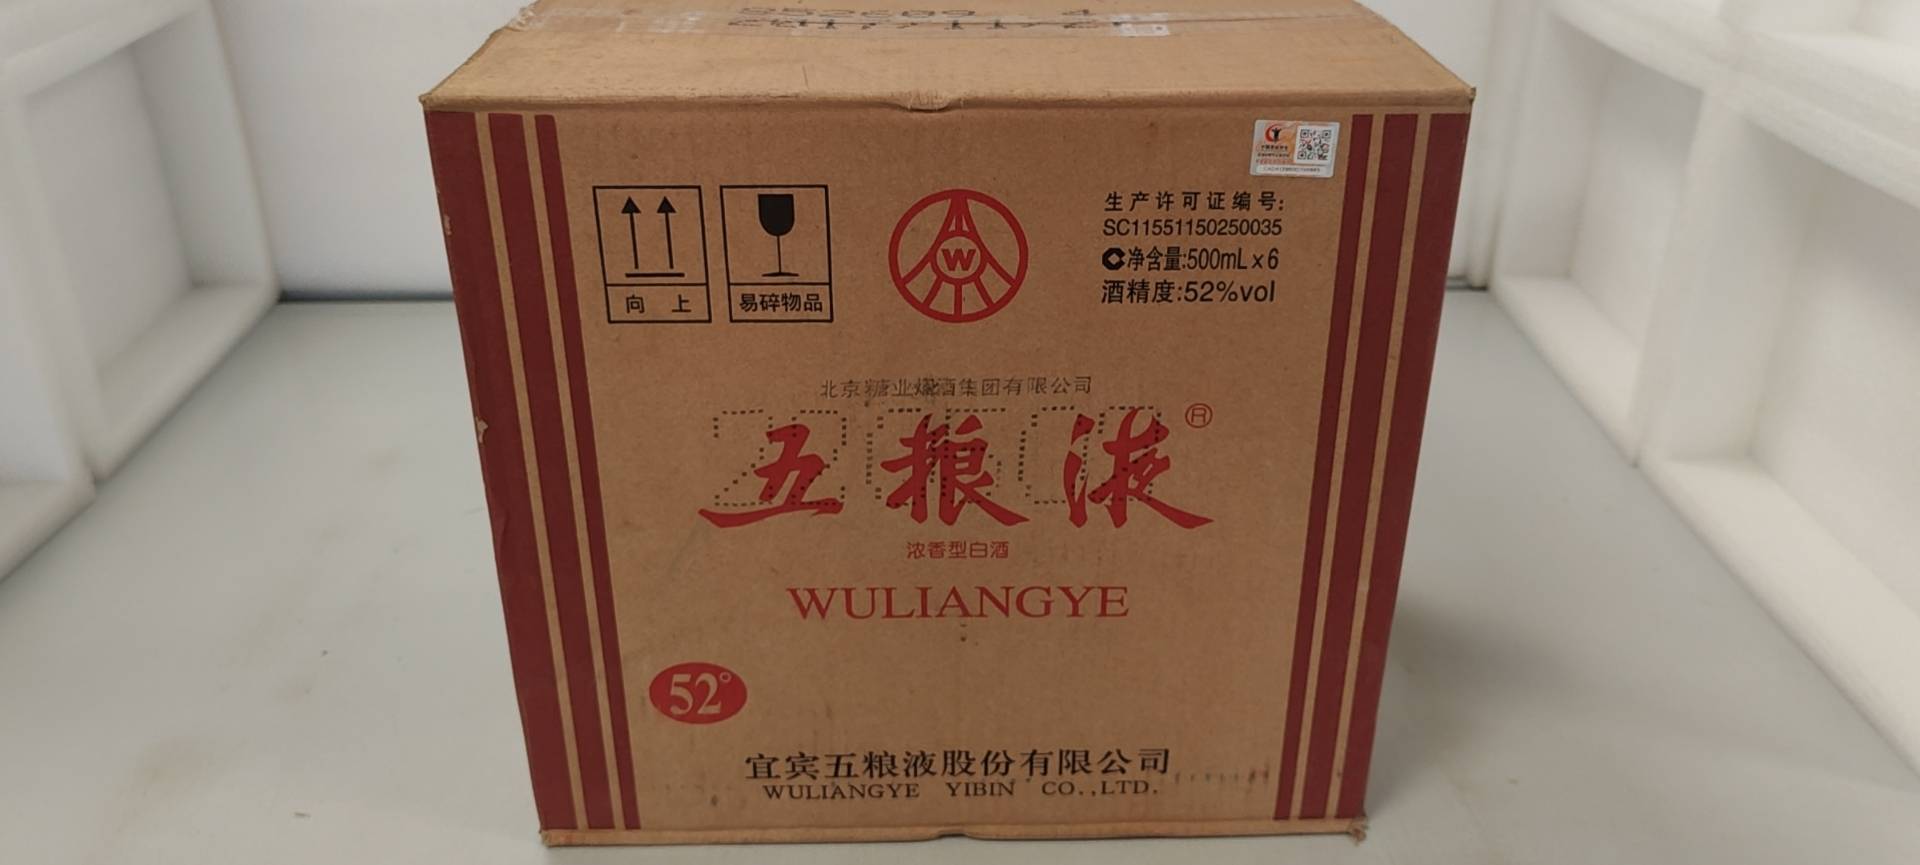 向 上
易碎物品
W
生产许可证编号:
SC11551150250035
净含量:500mL x 6
酒精度:52%vol
北京糖业烟酒集团有限公司
五粮液®
浓香型白酒
WULIANGYE
52°
宜宾五粮液股份有限公司
WULIANGYE YIBIN CO.,LTD.